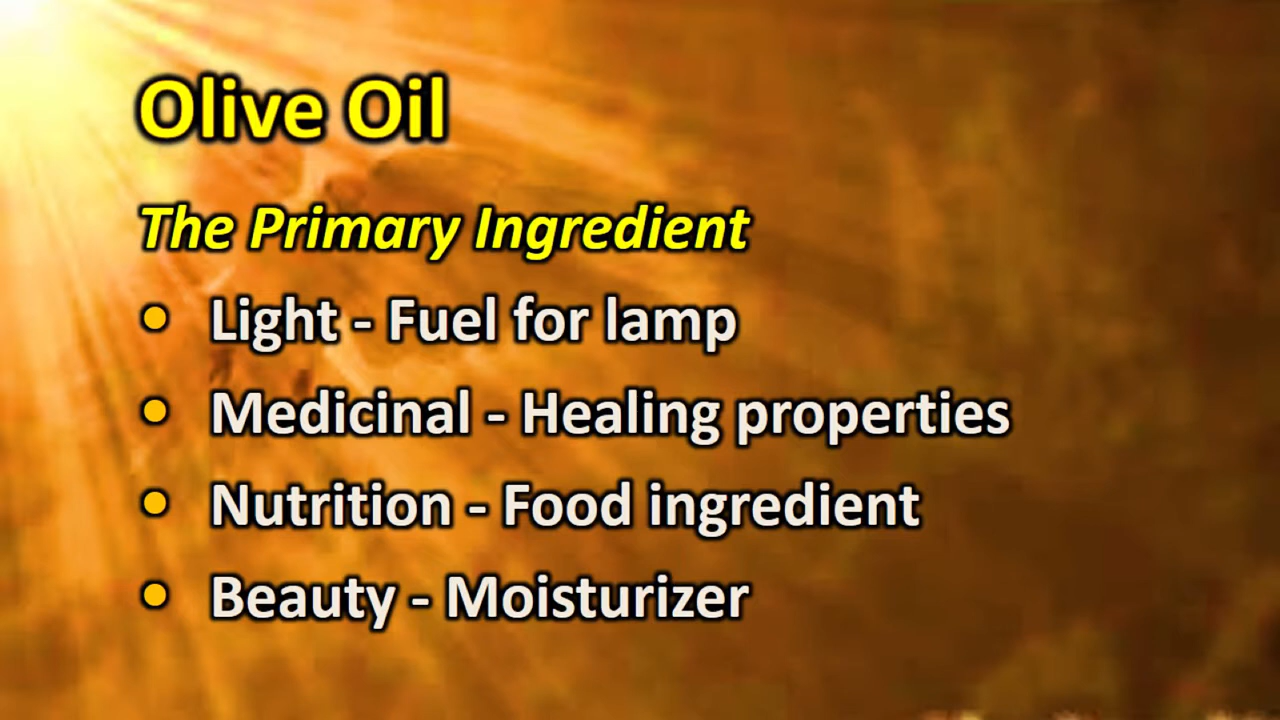 Olive Oil
The Primary Ingredient
• Light - Fuel for lamp
• Medicinal - Healing properties
• Nutrition - Food ingredient
• Beauty - Moisturizer